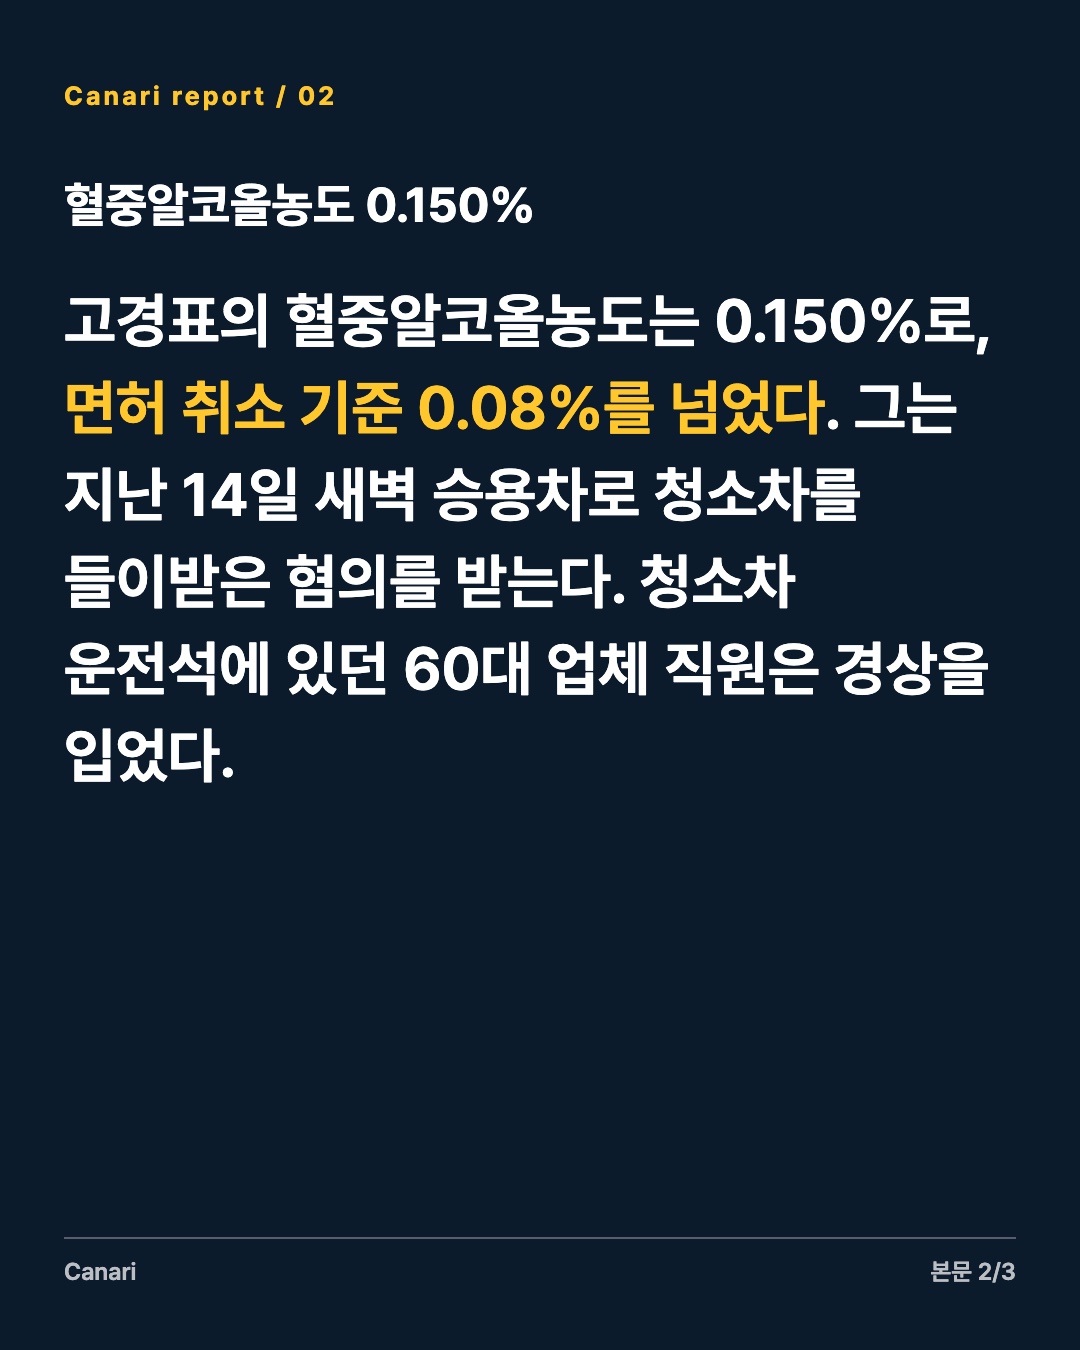 Canari report / 02
혈중알코올농도 0.150%
고경표의 혈중알코올농도는 0.150%로,
면허 취소 기준 0.08%를 넘었다. 그는
지난 14일 새벽 승용차로 청소차를
들이받은 혐의를 받는다. 청소차
운전석에 있던 60대 업체 직원은 경상을
입었다.
Canari
본문 2/3